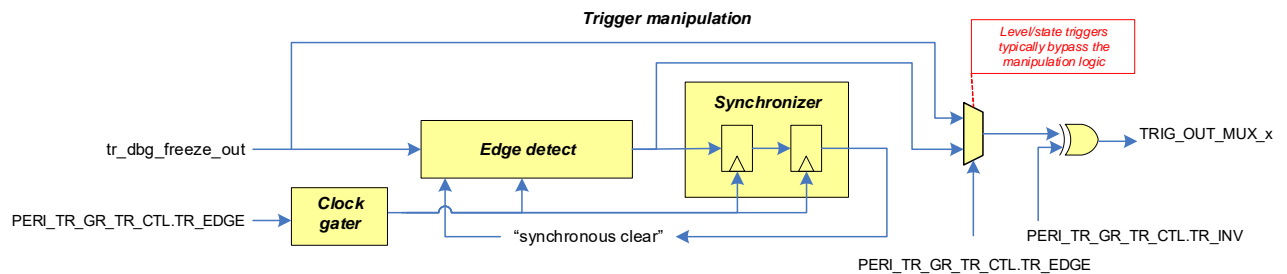 Trigger manipulation
Level/state triggers
typically bypass the
manipulation logic
Synchronizer
tr_dbg_freeze_out
Edge detect
TRIG_OUT_MUX_x
Clock
gater
PERI_TR_GR_TR_CTL.TR_EDGE
“synchronous clear”
PERI_TR_GR_TR_CTL.TR_INV
PERI_TR_GR_TR_CTL.TR_EDGE